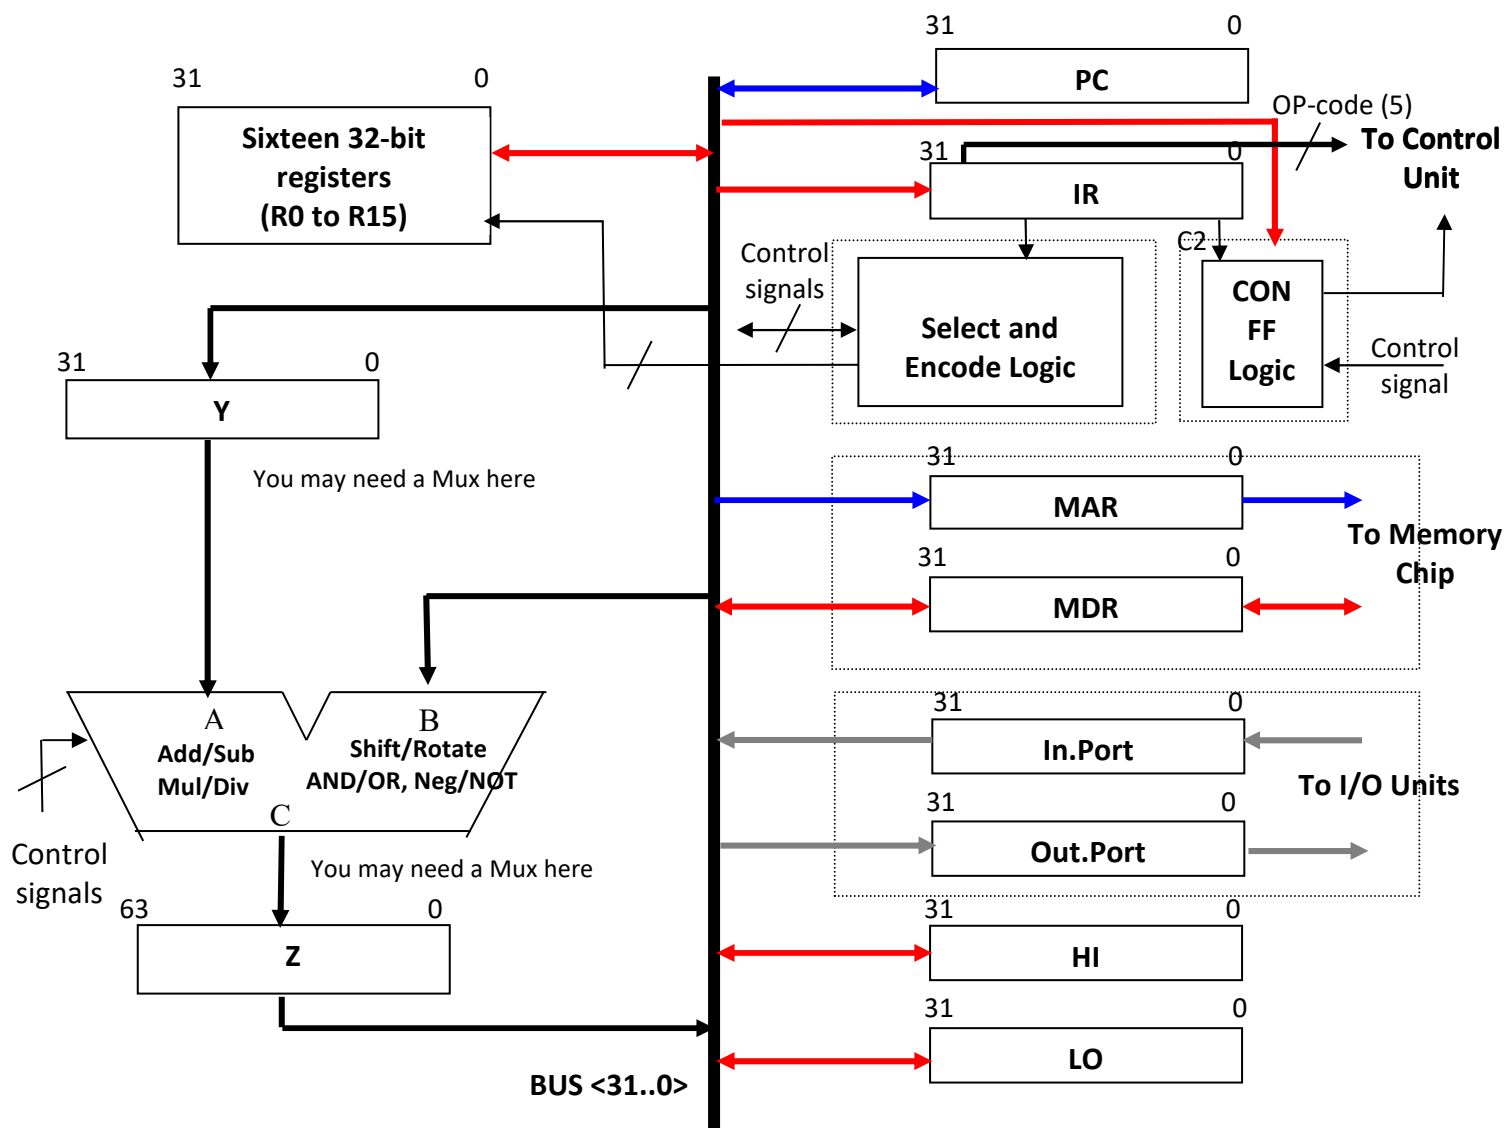 31 0
PC
31 0
Sixteen 32-bit
registers
(R0 to R15)
OP-code (5)
To Control
Unit
31 0
IR
C2
Control
signals
Select and
Encode Logic
CON
FF
Logic
Control
signal
31 0
Y
You may need a Mux here
31 0
MAR
To Memory
Chip
31 0
MDR
A
Add/Sub
Mul/Div
B
Shift/Rotate
AND/OR, Neg/NOT
C
Control
signals
31 0
In.Port
To I/O Units
31 0
Out.Port
You may need a Mux here
63 0
Z
31 0
HI
31 0
LO
BUS <31..0>